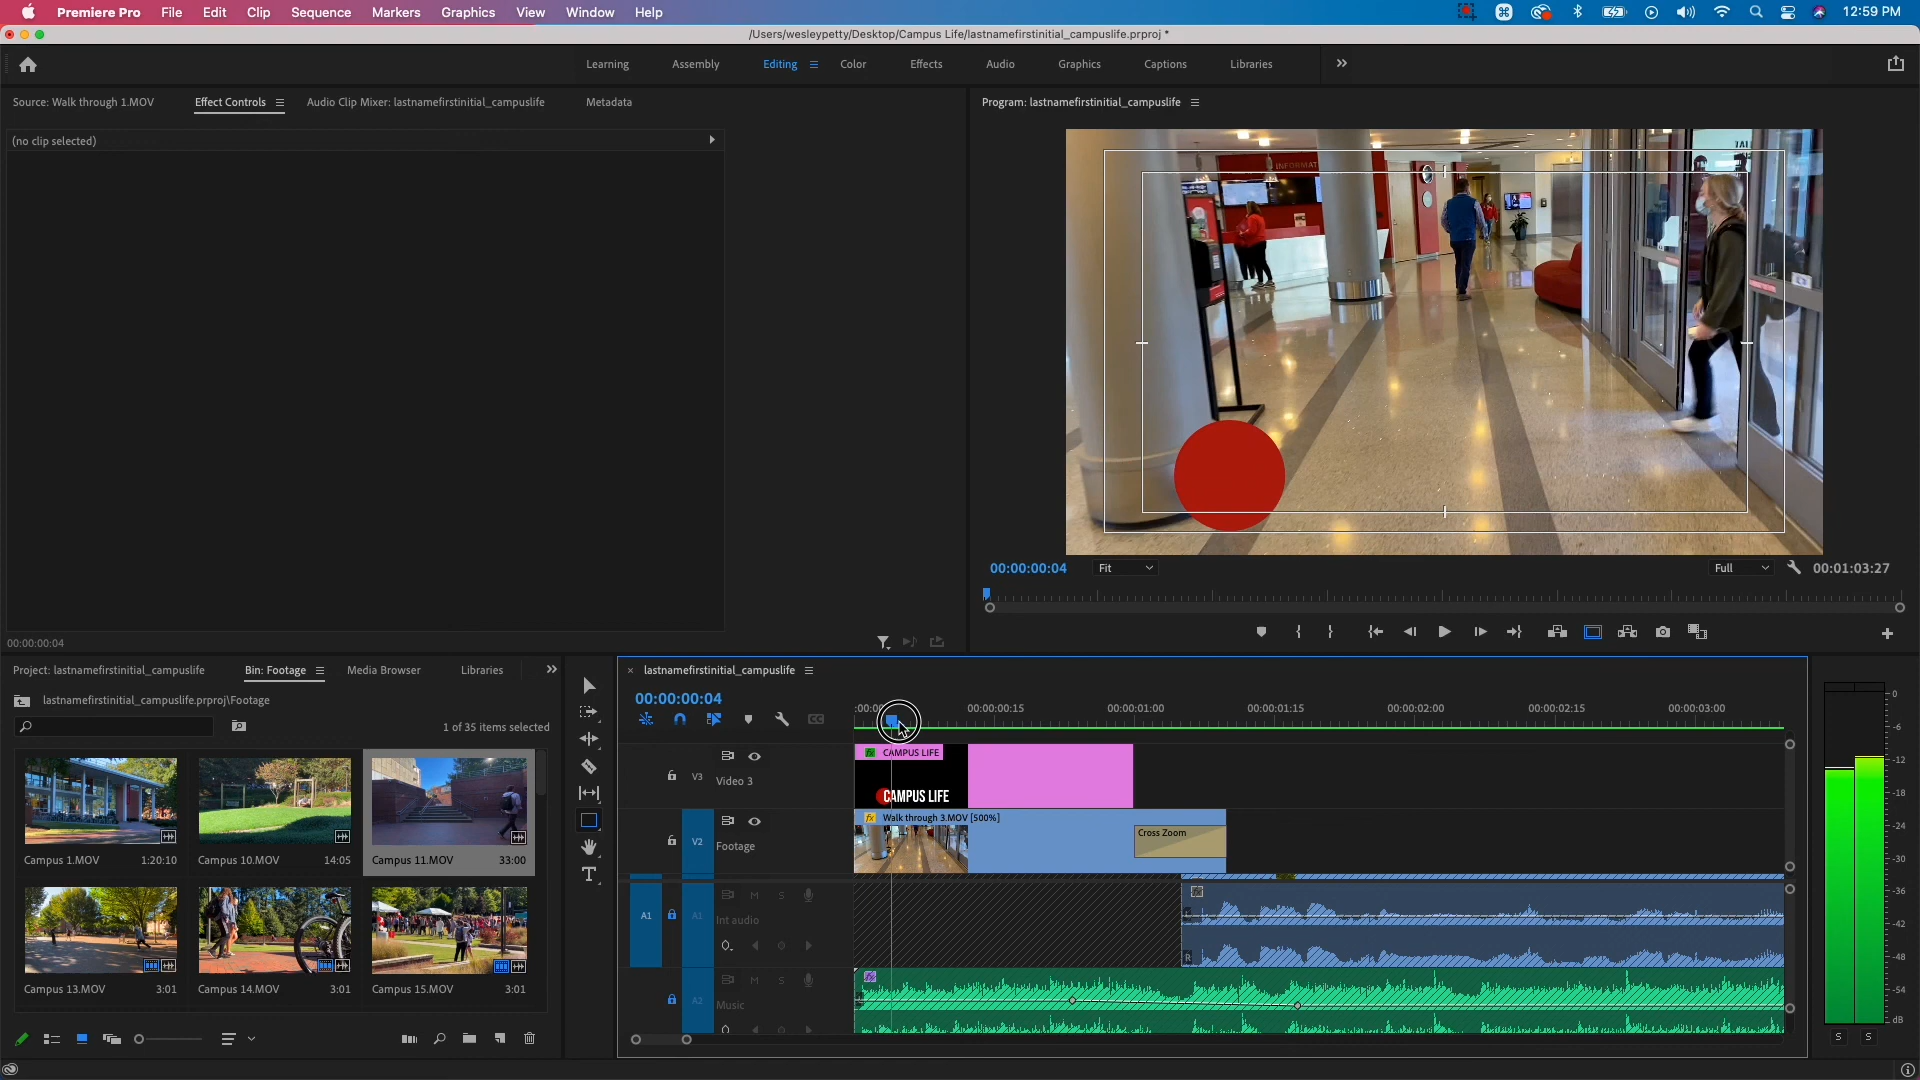 Premiere Pro File Edit Clip Sequence Markers Graphics View Window Help 12:59 PM
/Users/wesleypetty/Desktop/Campus Life/lastnamefirstinitial_campuslife.prproj *
Learning Assembly Editing Color Effects Audio Graphics Captions Libraries
Source: Walk through 1.MOV Effect Controls Audio Clip Mixer: lastnamefirstinitial_campuslife Metadata
(no clip selected)
00:00:00:04
Program: lastnamefirstinitial_campuslife
INFORMAT
00:00:00:04 Fit Full 00:01:03:27
Project: lastnamefirstinitial_campuslife Bin: Footage Media Browser Libraries
lastnamefirstinitial_campuslife.prproj\Footage
1 of 35 items selected
Campus 1.MOV 1:20:10 Campus 10.MOV 14:05 Campus 11.MOV 33:00
Campus 13.MOV 3:01 Campus 14.MOV 3:01 Campus 15.MOV 3:01
T
lastnamefirstinitial_campuslife
00:00:00:04
:00:00 00:00:00:15 00:00:01:00 00:00:01:15 00:00:02:00 00:00:02:15 00:00:03:00
V3 Video 3
fx CAMPUS LIFE
CAMPUS LIFE
V2 Footage
fx Walk through 3.MOV [500%]
Cross Zoom
A1 A1 M S
Int audio
fx
R
A2 M S
Music
fx
0
-6
-12
-18
-24
-30
-36
-42
-48
-54
dB
S S